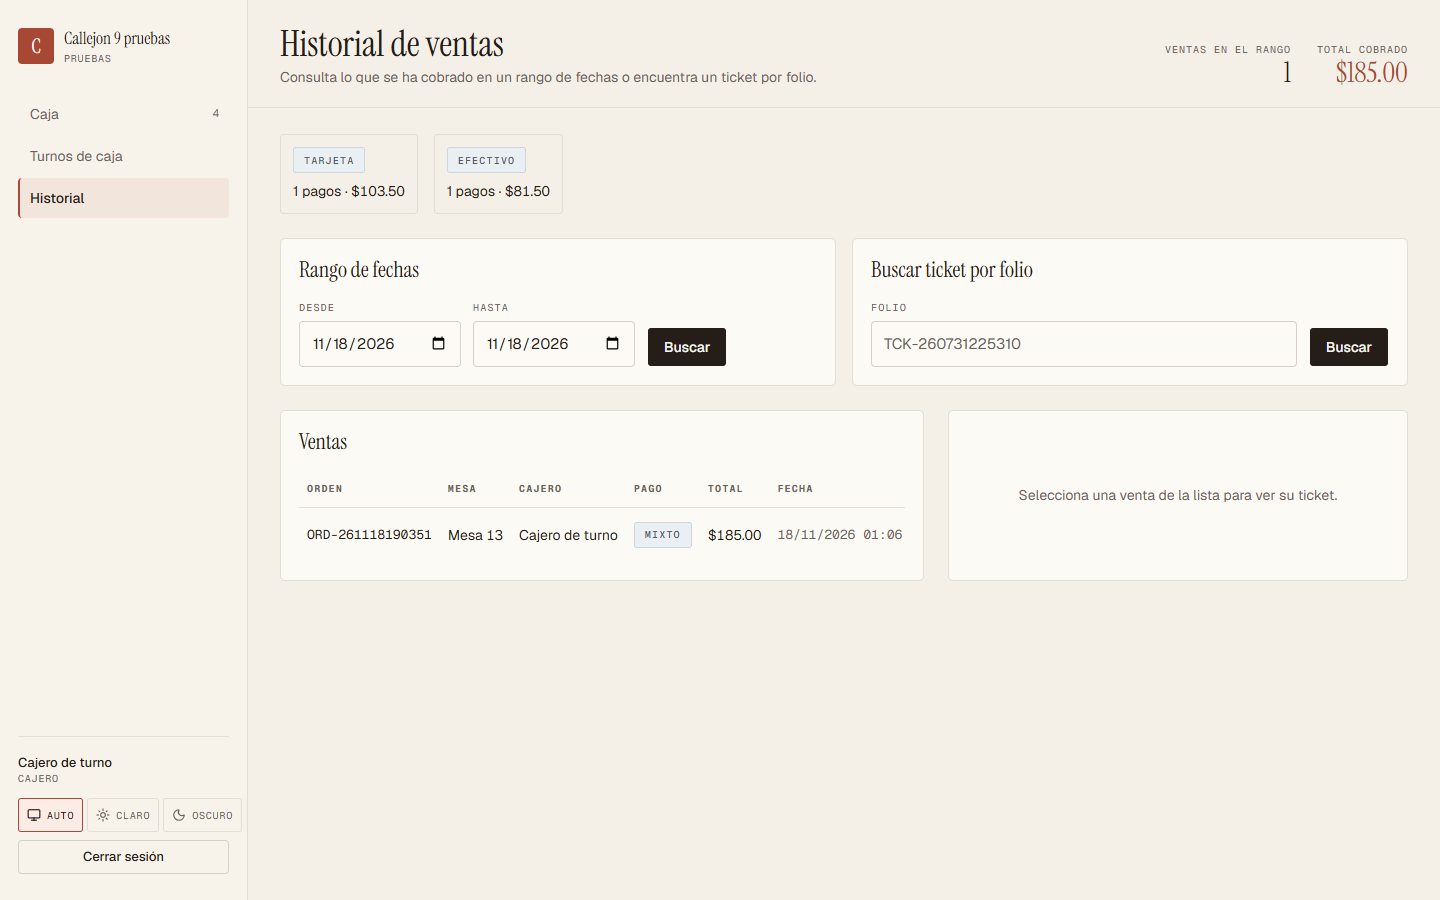 C
Callejon 9 pruebas
PRUEBAS
Caja 4
Turnos de caja
Historial
Cajero de turno
CAJERO
AUTO CLARO OSCURO
Cerrar sesión
Historial de ventas
Consulta lo que se ha cobrado en un rango de fechas o encuentra un ticket por folio.
VENTAS EN EL RANGO TOTAL COBRADO
1 $185.00
TARJETA EFECTIVO
1 pagos · $103.50 1 pagos · $81.50
Rango de fechas
DESDE HASTA
11/18/2026 11/18/2026 Buscar
Buscar ticket por folio
FOLIO
TCK-260731225310 Buscar
Ventas
ORDEN MESA CAJERO PAGO TOTAL FECHA
ORD-261118190351 Mesa 13 Cajero de turno MIXTO $185.00 18/11/2026 01:06
Selecciona una venta de la lista para ver su ticket.